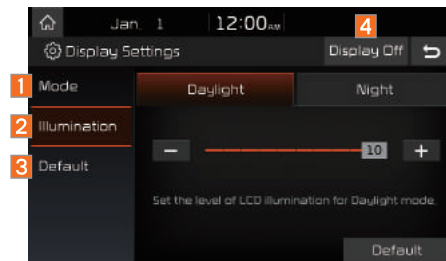 Jan. 1 12:00AM
4
Display Settings Display Off
1 Mode Daylight Night
2 Illumination
− 10 +
3 Default
Set the level of LCD illumination for Daylight mode.
Default